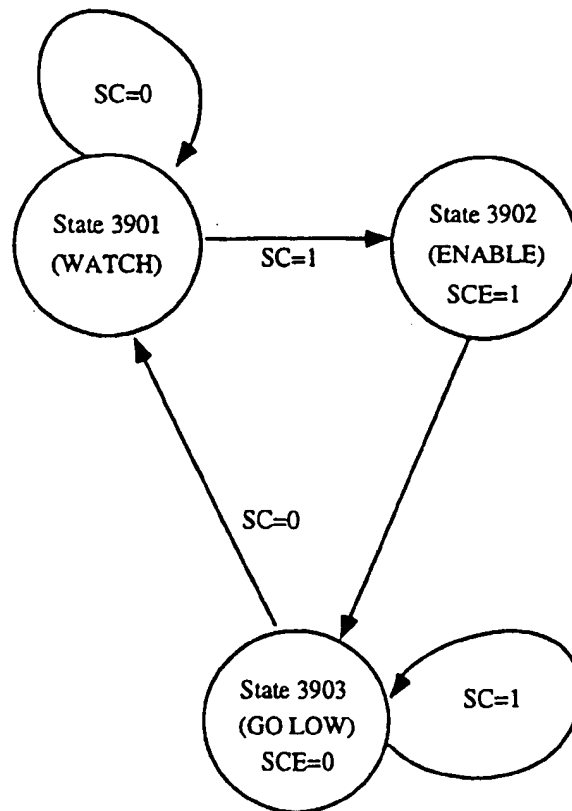 SC=0
State 3901
(WATCH)
SC=1
State 3902
(ENABLE)
SCE=1
SC=0
State 3903
(GO LOW)
SCE=0
SC=1